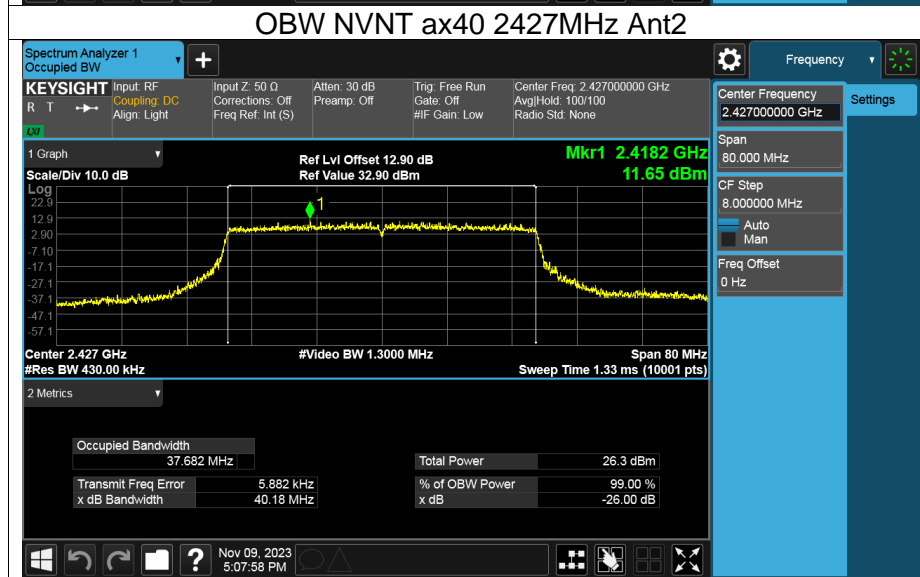 OBW NVNT ax40 2427MHz Ant2
Spectrum Analyzer 1
Occupied BW
+
Frequency
KEYSIGHT
R T
LXI
Input: RF
Coupling: DC
Align: Light
Input Z: 50 Ω
Corrections: Off
Freq Ref: Int (S)
Atten: 30 dB
Preamp: Off
Trig: Free Run
Gate: Off
#IF Gain: Low
Center Freq: 2.427000000 GHz
Avg|Hold: 100/100
Radio Std: None
Center Frequency
2.427000000 GHz
Settings
Span
80.000 MHz
CF Step
8.000000 MHz
Auto
Man
Freq Offset
0 Hz
1 Graph
Scale/Div 10.0 dB
Ref Lvl Offset 12.90 dB
Ref Value 32.90 dBm
Mkr1 2.4182 GHz
11.65 dBm
Log
22.9
12.9
2.90
-7.10
-17.1
-27.1
-37.1
-47.1
-57.1
1
Center 2.427 GHz
#Video BW 1.3000 MHz
Span 80 MHz
#Res BW 430.00 kHz
Sweep Time 1.33 ms (10001 pts)
2 Metrics
Occupied Bandwidth
37.682 MHz
Total Power 26.3 dBm
Transmit Freq Error 5.882 kHz
% of OBW Power 99.00 %
x dB Bandwidth 40.18 MHz
x dB -26.00 dB
?
Nov 09, 2023
5:07:58 PM